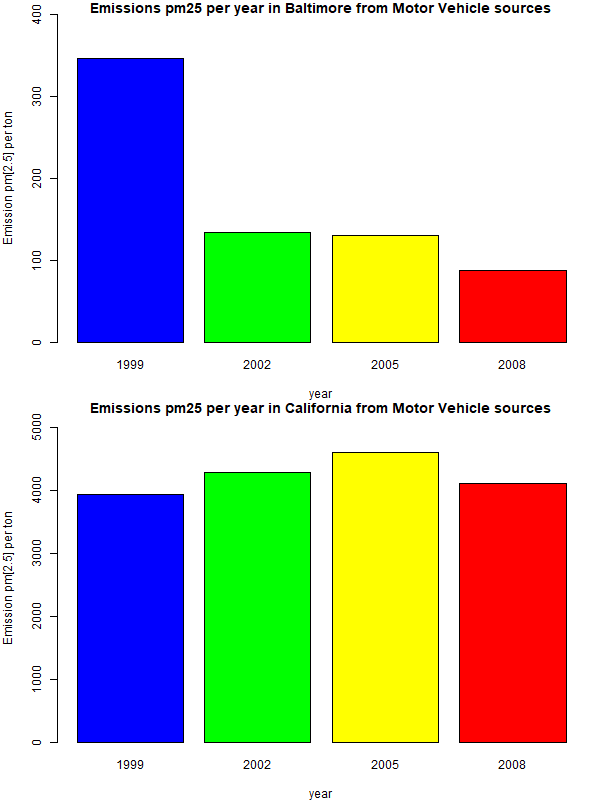 Emissions pm25 per year in Baltimore from Motor Vehicle sources
Emission pm[2.5] per ton
400
300
200
100
0
1999 2002 2005 2008
year
Emissions pm25 per year in California from Motor Vehicle sources
Emission pm[2.5] per ton
5000
4000
3000
2000
1000
0
1999 2002 2005 2008
year